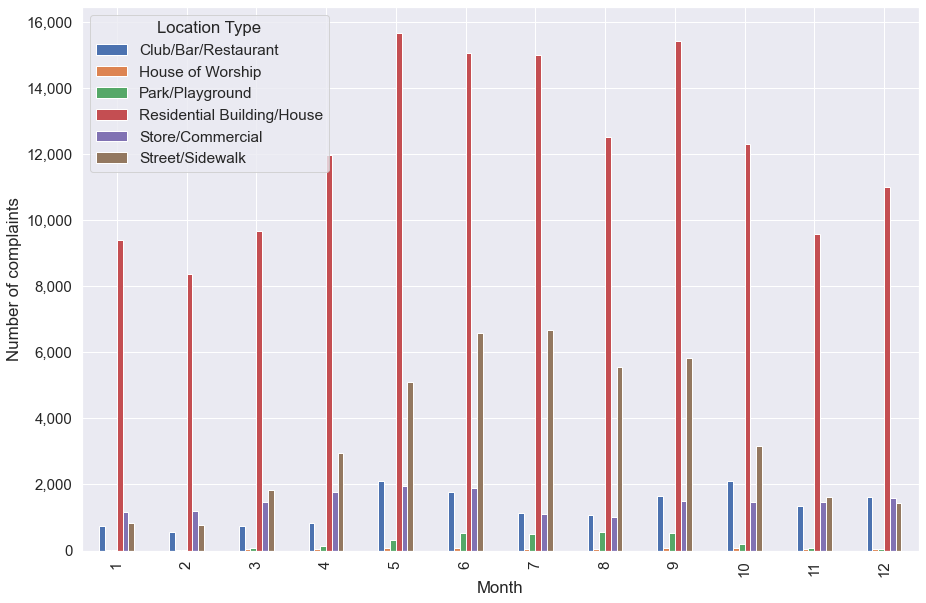 16,000
14,000
12,000
10,000
8,000
6,000
4,000
2,000
0
Number of complaints
Location Type
Club/Bar/Restaurant
House of Worship
Park/Playground
Residential Building/House
Store/Commercial
Street/Sidewalk
1
2
3
4
5
6
7
8
9
10
11
12
Month